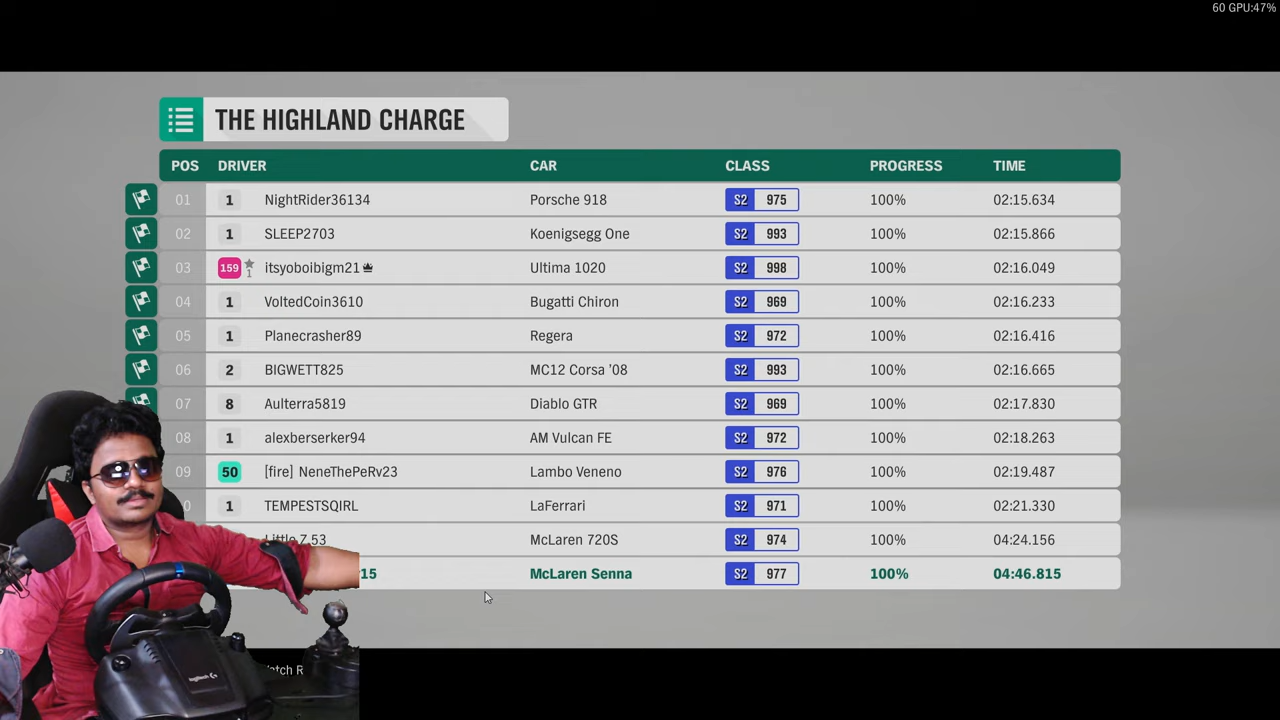 60 GPU:47%
THE HIGHLAND CHARGE
POS DRIVER CAR CLASS PROGRESS TIME
01 1 NightRider36134 Porsche 918 S2 975 100% 02:15.634
02 1 SLEEP2703 Koenigsegg One S2 993 100% 02:15.866
03 159 1 itsyoboibigm21 Ultima 1020 S2 998 100% 02:16.049
04 1 VoltedCoin3610 Bugatti Chiron S2 969 100% 02:16.233
05 1 Planecrasher89 Regera S2 972 100% 02:16.416
06 2 BIGWETT825 MC12 Corsa '08 S2 993 100% 02:16.665
07 8 Aulterra5819 Diablo GTR S2 969 100% 02:17.830
08 1 alexberserker94 AM Vulcan FE S2 972 100% 02:18.263
09 50 [fire] NeneThePeRv23 Lambo Veneno S2 976 100% 02:19.487
1 TEMPESTSQIRL LaFerrari S2 971 100% 02:21.330
Little Z 53 McLaren 720S S2 974 100% 04:24.156
15 McLaren Senna S2 977 100% 04:46.815
logitech